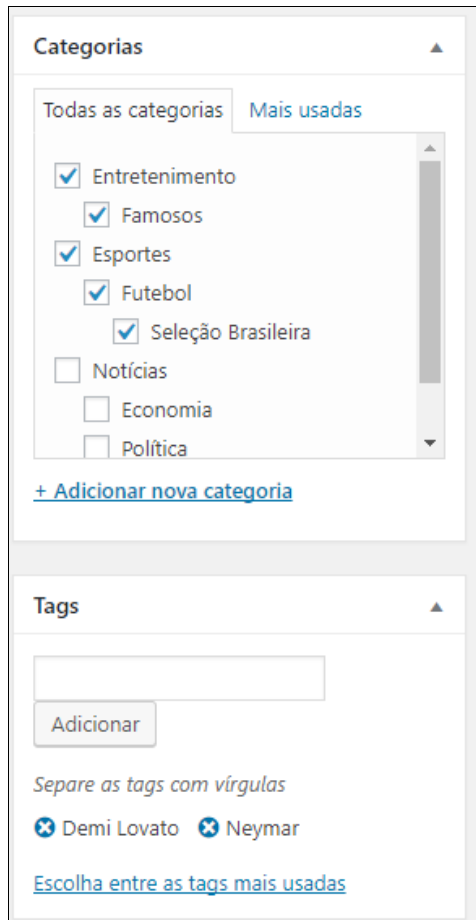 Categorias
Todas as categorias Mais usadas
Entretenimento
Famosos
Esportes
Futebol
Seleção Brasileira
Notícias
Economia
Política
+ Adicionar nova categoria
Tags
Adicionar
Separe as tags com vírgulas
Demi Lovato Neymar
Escolha entre as tags mais usadas